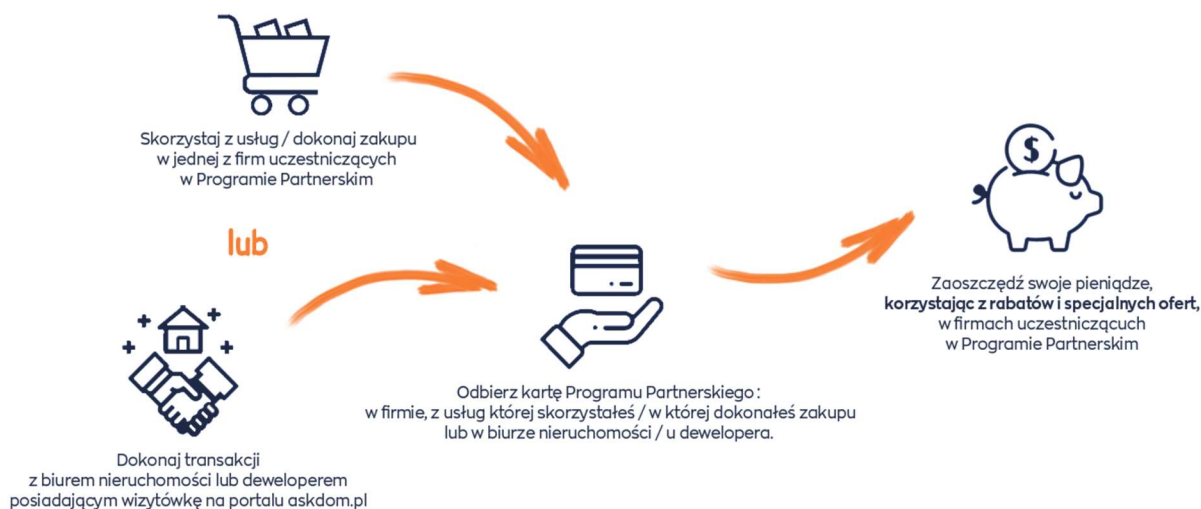 Skorzystaj z usług / dokonaj zakupu
w jednej z firm uczestniczących
w Programie Partnerskim
lub
Dokonaj transakcji
z biurem nieruchomości lub deweloperem
posiadającym wizytówkę na portalu askdom.pl
Odbierz kartę Programu Partnerskiego :
w firmie, z usług której skorzystałeś / w której dokonałeś zakupu
lub w biurze nieruchomości / u dewelopera.
$
Zaoszczędź swoje pieniądze,
korzystając z rabatów i specjalnych ofert,
w firmach uczestniczącuch
w Programie Partnerskim